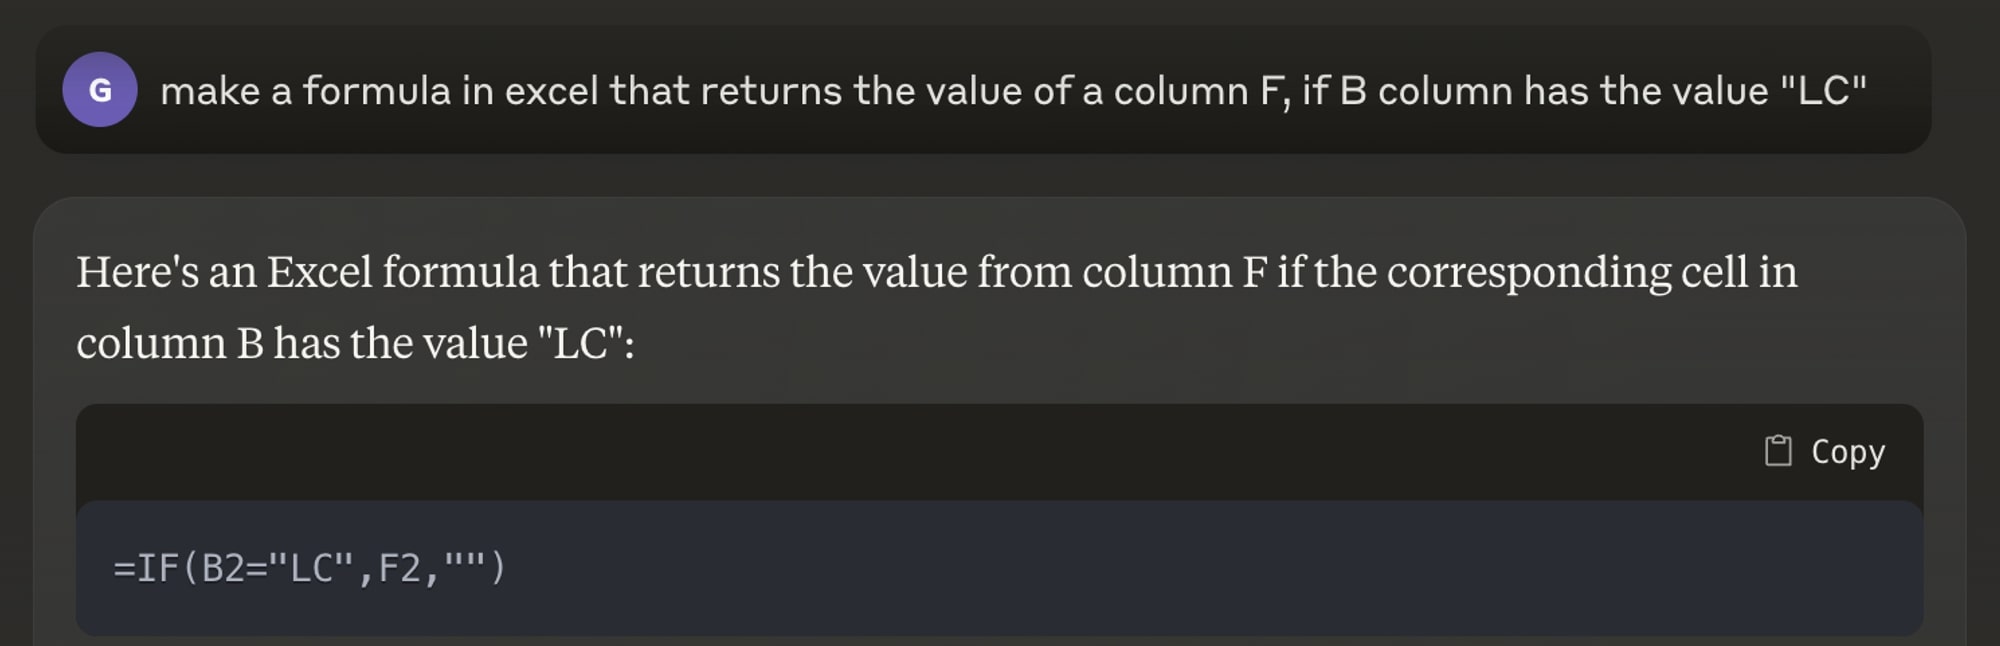 G make a formula in excel that returns the value of a column F, if B column has the value "LC"
Here's an Excel formula that returns the value from column F if the corresponding cell in
column B has the value "LC":
Copy
=IF(B2="LC",F2,"")